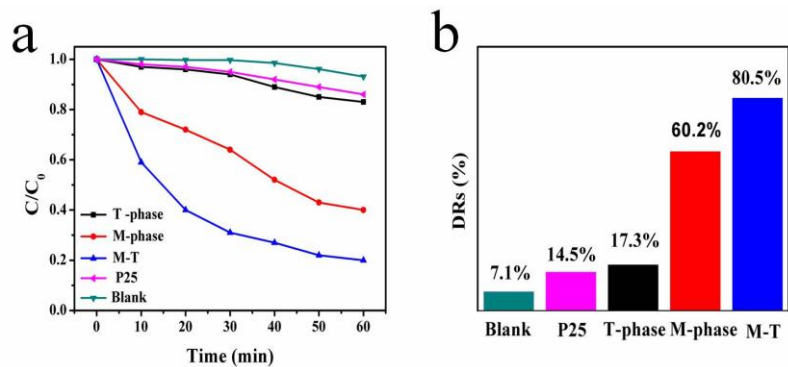 a
C/C0
1.0
0.8
0.6
0.4
0.2
0.0
T -phase
M-phase
M-T
P25
Blank
0 10 20 30 40 50 60
Time (min)
b
DRs (%)
7.1%
14.5%
17.3%
60.2%
80.5%
Blank P25 T-phase M-phase M-T